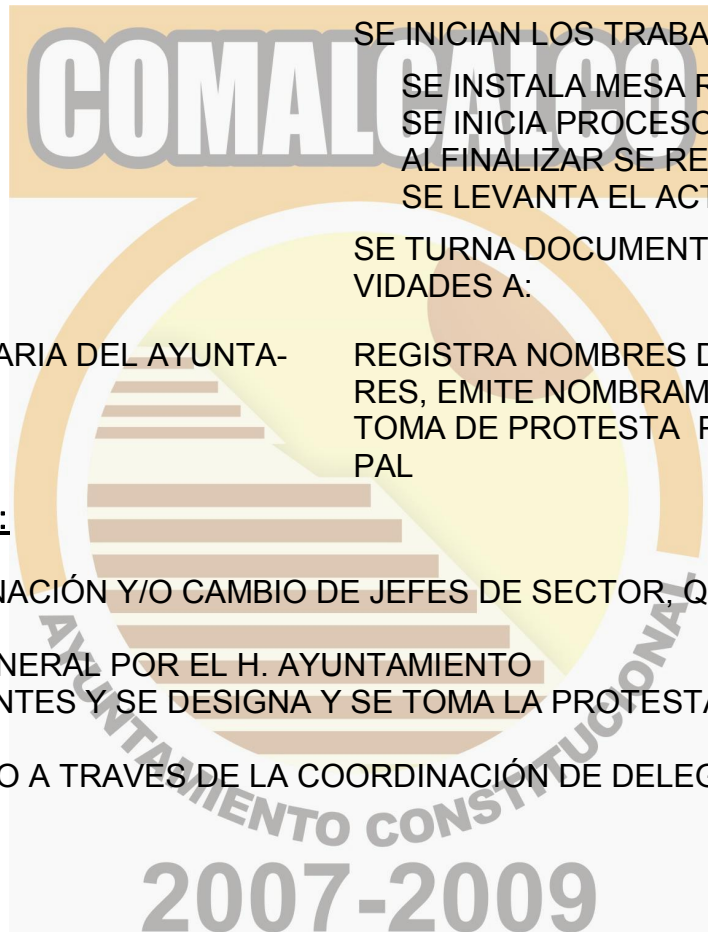 COMALCALCO
SE INICIAN LOS TRABA
SE INSTALA MESA R
SE INICIA PROCESO
ALFINALIZAR SE RE
SE LEVANTA EL ACT
SE TURNA DOCUMENT
VIDADES A:
ARIA DEL AYUNTA-
REGISTRA NOMBRES D
RES, EMITE NOMBRAM
TOMA DE PROTESTA P
PAL
:
NACIÓN Y/O CAMBIO DE JEFES DE SECTOR, Q
NERAL POR EL H. AYUNTAMIENTO
NTES Y SE DESIGNA Y SE TOMA LA PROTESTA
O A TRAVES DE LA COORDINACIÓN DE DELEG
AYUNTAMIENTO CONSTITUCIONAL
2007-2009